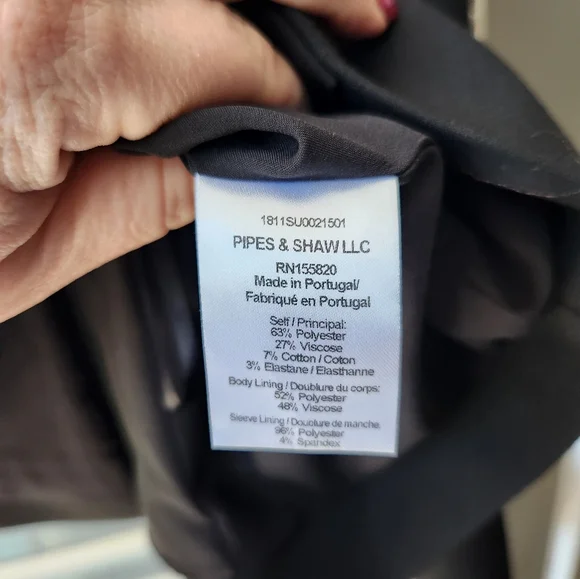 1811SU0021501
PIPES & SHAW LLC
RN155820
Made in Portugal/
Fabriqué en Portugal
Self / Principal:
63% Polyester
27% Viscose
7% Cotton / Coton
3% Elastane / Elasthanne
Body Lining / Doublure du corps:
52% Polyester
48% Viscose
Sleeve Lining / Doublure de manche:
96% Polyester
4% Spandex